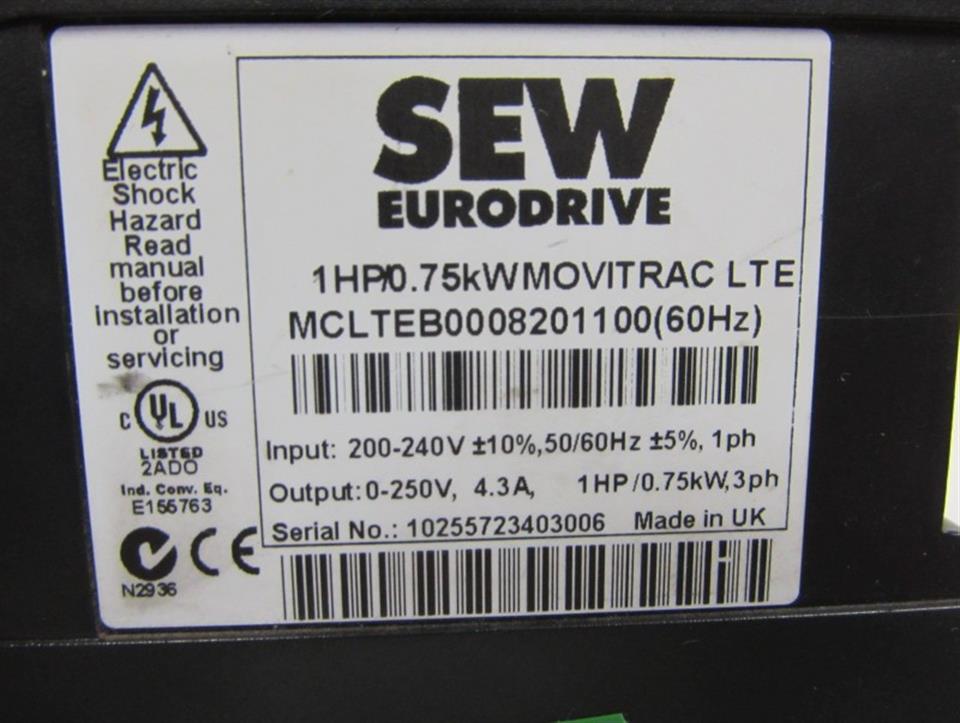 Electric
Shock
Hazard
Read
manual
before
installation
or
servicing
C UL US
LISTED
2ADO
Ind. Conv. Eq.
E155763
CE
N2936
SEW
EURODRIVE
1HP/0.75kWMOVITRAC LTE
MCLTEB0008201100(60Hz)
Input: 200-240V ±10%,50/60Hz ±5%, 1ph
Output:0-250V, 4.3A, 1HP/0.75kW,3ph
Serial No.: 10255723403006 Made in UK